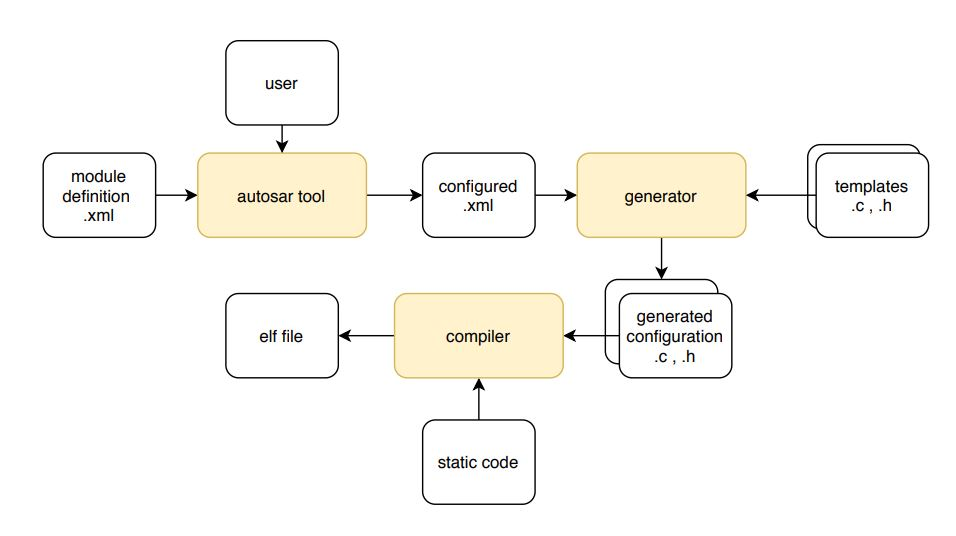 user
module
definition
.xml
autosar tool
configured
.xml
generator
templates
.c , .h
elf file
compiler
generated
configuration
.c , .h
static code